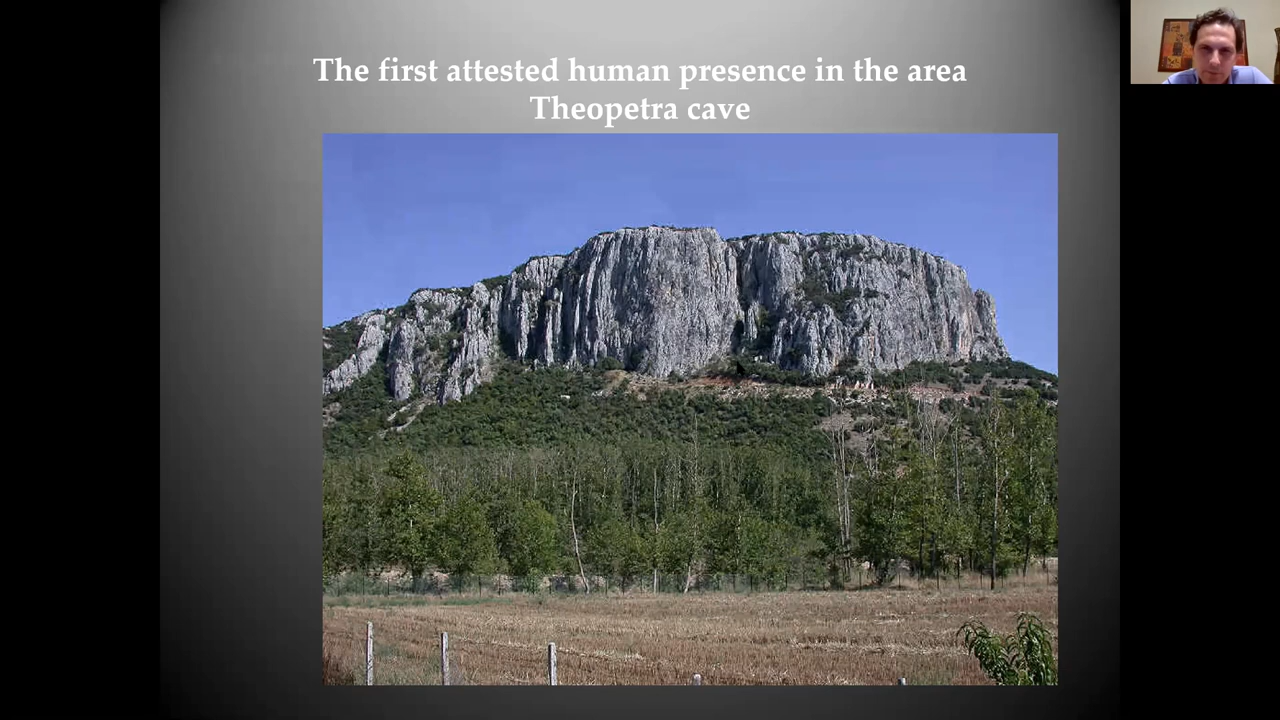 The first attested human presence in the area
Theopetra cave